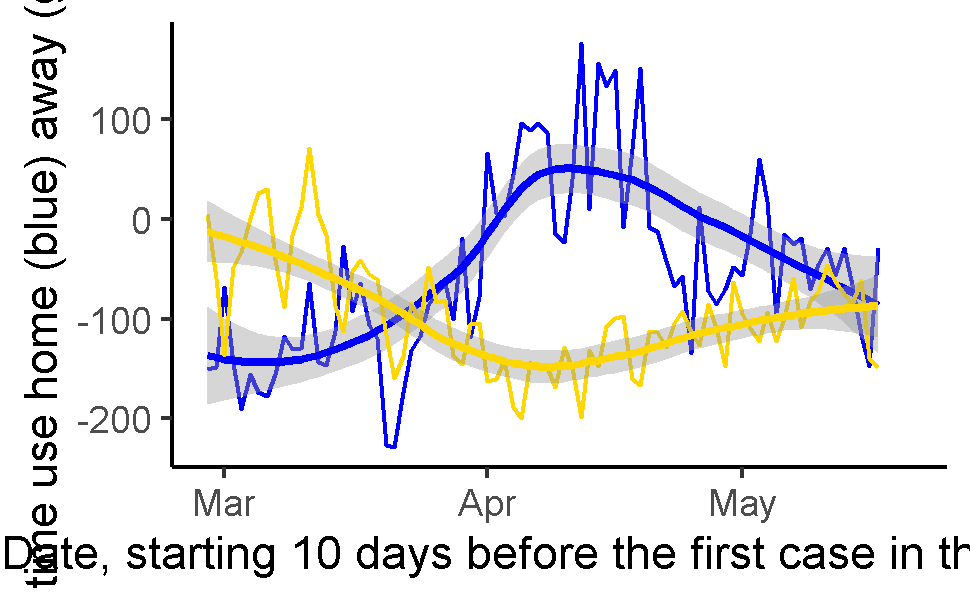 time use home (blue) away (
100
0
-100
-200
Mar Apr May
Date, starting 10 days before the first case in th